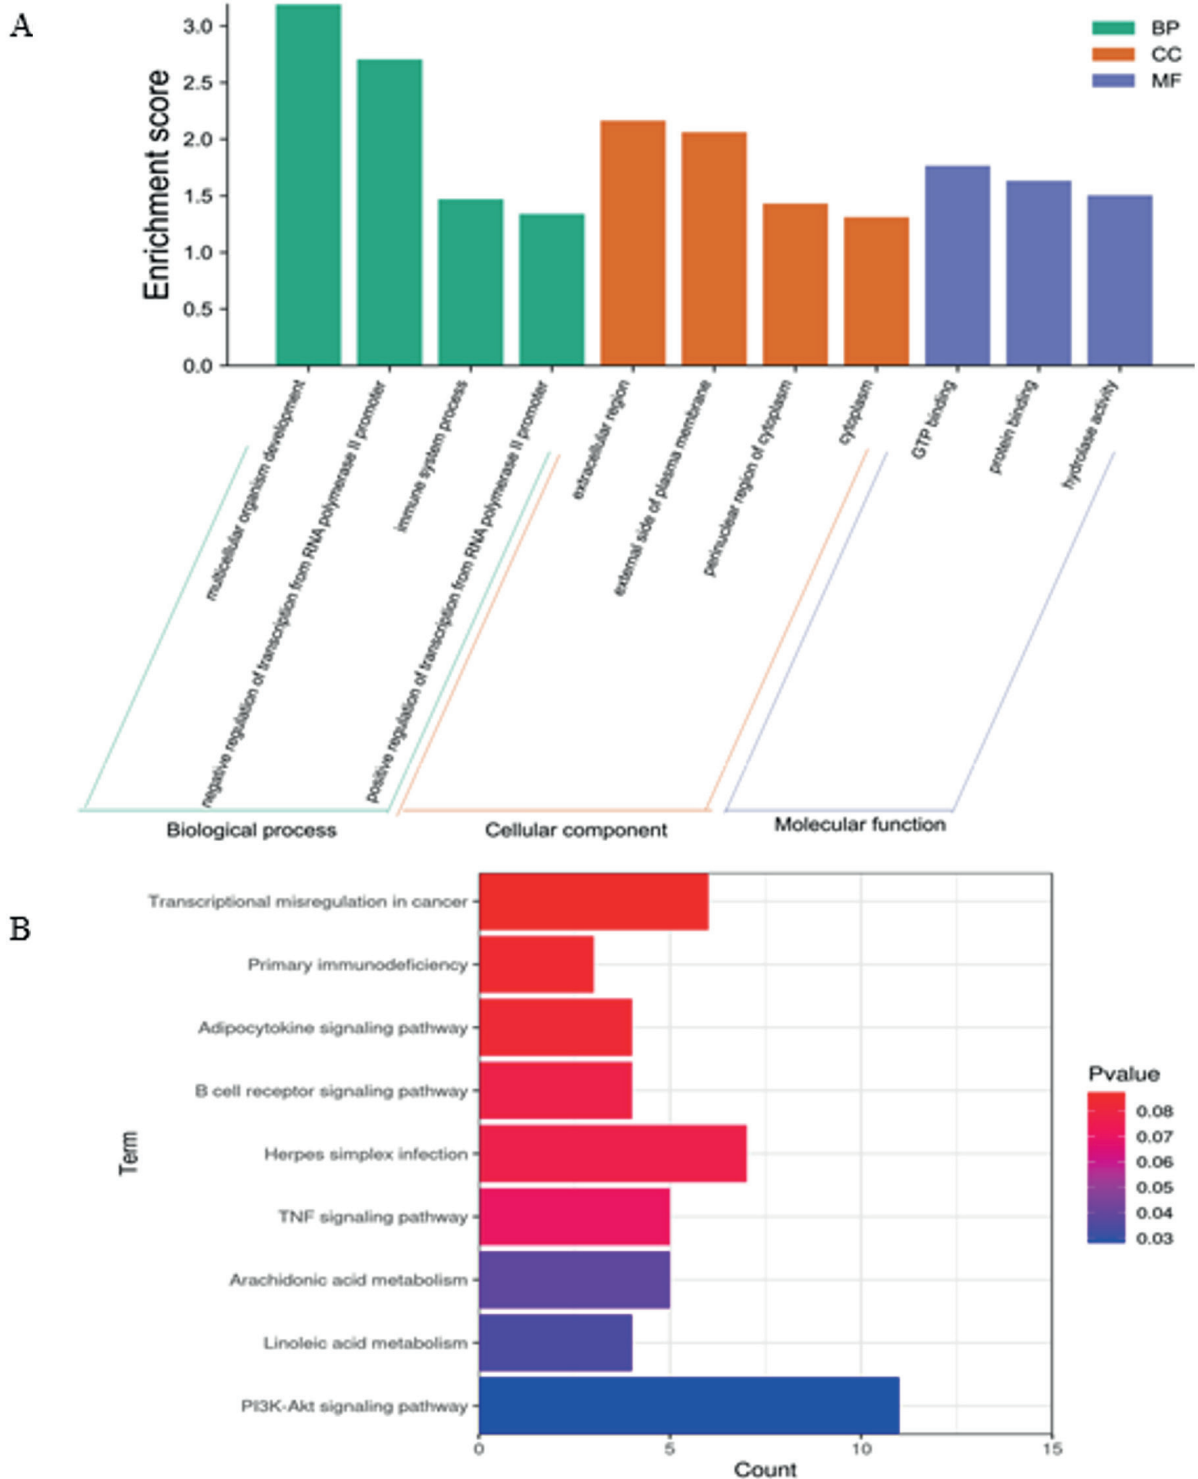 A
Enrichment score
3.0
2.5
2.0
1.5
1.0
0.5
0.0
BP
CC
MF
multicellular organism development
negative regulation of transcription from RNA polymerase II promoter
immune system process
positive regulation of transcription from RNA polymerase II promoter
extracellular region
external side of plasma membrane
perinuclear region of cytoplasm
cytoplasm
GTP binding
protein binding
hydrolase activity
Biological process
Cellular component
Molecular function
B
Term
Transcriptional misregulation in cancer
Primary immunodeficiency
Adipocytokine signaling pathway
B cell receptor signaling pathway
Herpes simplex infection
TNF signaling pathway
Arachidonic acid metabolism
Linoleic acid metabolism
PI3K-Akt signaling pathway
0
5
10
15
Count
Pvalue
0.08
0.07
0.06
0.05
0.04
0.03